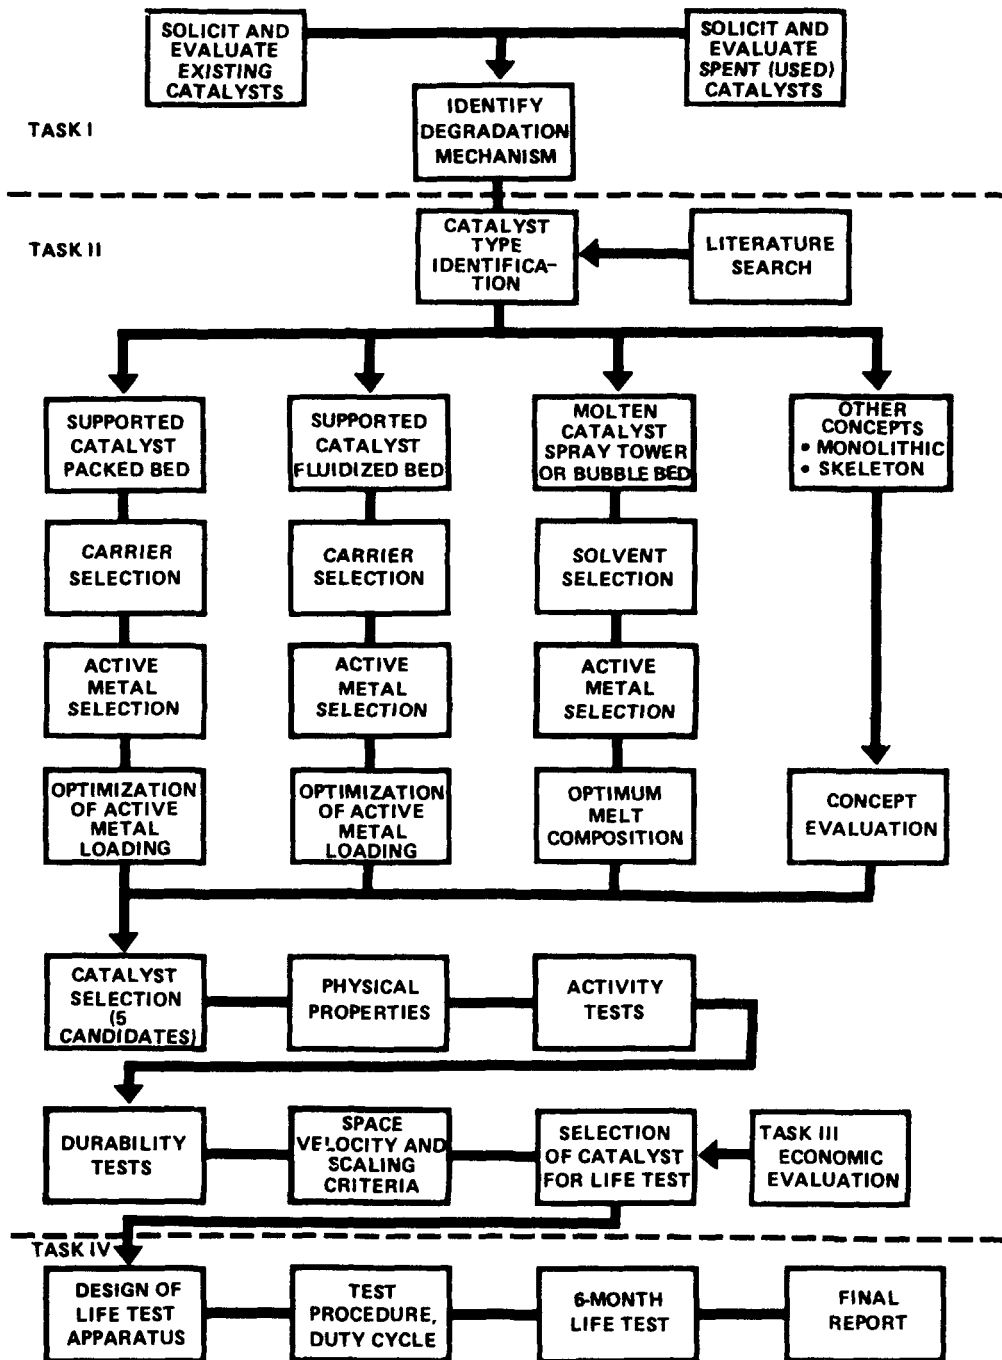 SOLICIT AND
EVALUATE
EXISTING
CATALYSTS
SOLICIT AND
EVALUATE
SPENT (USED)
CATALYSTS
TASK I
IDENTIFY
DEGRADATION
MECHANISM
TASK II
CATALYST
TYPE
IDENTIFICA-
TION
LITERATURE
SEARCH
SUPPORTED
CATALYST
PACKED BED
SUPPORTED
CATALYST
FLUIDIZED BED
MOLTEN
CATALYST
SPRAY TOWER
OR BUBBLE BED
OTHER
CONCEPTS
• MONOLITHIC
• SKELETON
CARRIER
SELECTION
CARRIER
SELECTION
SOLVENT
SELECTION
ACTIVE
METAL
SELECTION
ACTIVE
METAL
SELECTION
ACTIVE
METAL
SELECTION
OPTIMIZATION
OF ACTIVE
METAL
LOADING
OPTIMIZATION
OF ACTIVE
METAL
LOADING
OPTIMUM
MELT
COMPOSITION
CONCEPT
EVALUATION
CATALYST
SELECTION
(5
CANDIDATES)
PHYSICAL
PROPERTIES
ACTIVITY
TESTS
DURABILITY
TESTS
SPACE
VELOCITY AND
SCALING
CRITERIA
SELECTION
OF CATALYST
FOR LIFE TEST
TASK III
ECONOMIC
EVALUATION
TASK IV
DESIGN OF
LIFE TEST
APPARATUS
TEST
PROCEDURE,
DUTY CYCLE
6-MONTH
LIFE TEST
FINAL
REPORT